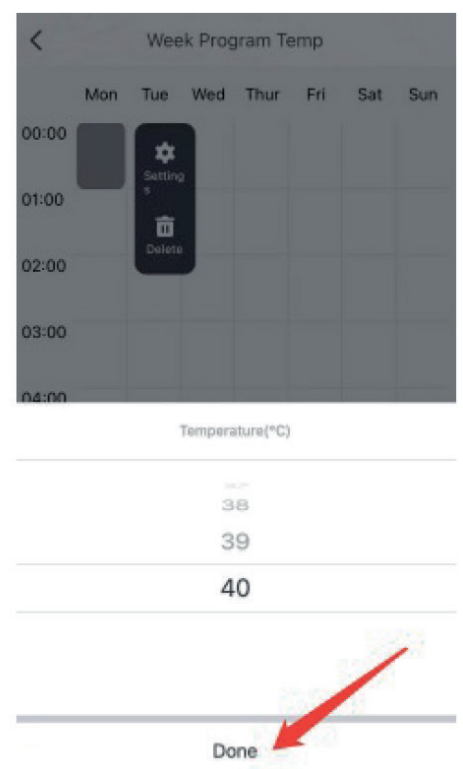 Week Program Temp
Mon Tue Wed Thur Fri Sat Sun
00:00
Setting
s
01:00
Delete
02:00
03:00
04:00
Temperature(°C)
38
39
40
Done